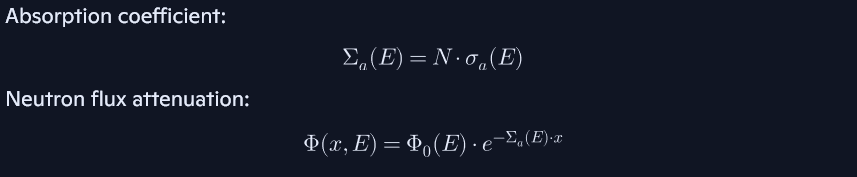 Absorption coefficient:
Σₐ(E) = N · σₐ(E)
Neutron flux attenuation:
Φ(x, E) = Φ₀(E) · e^{−Σₐ(E)·x}